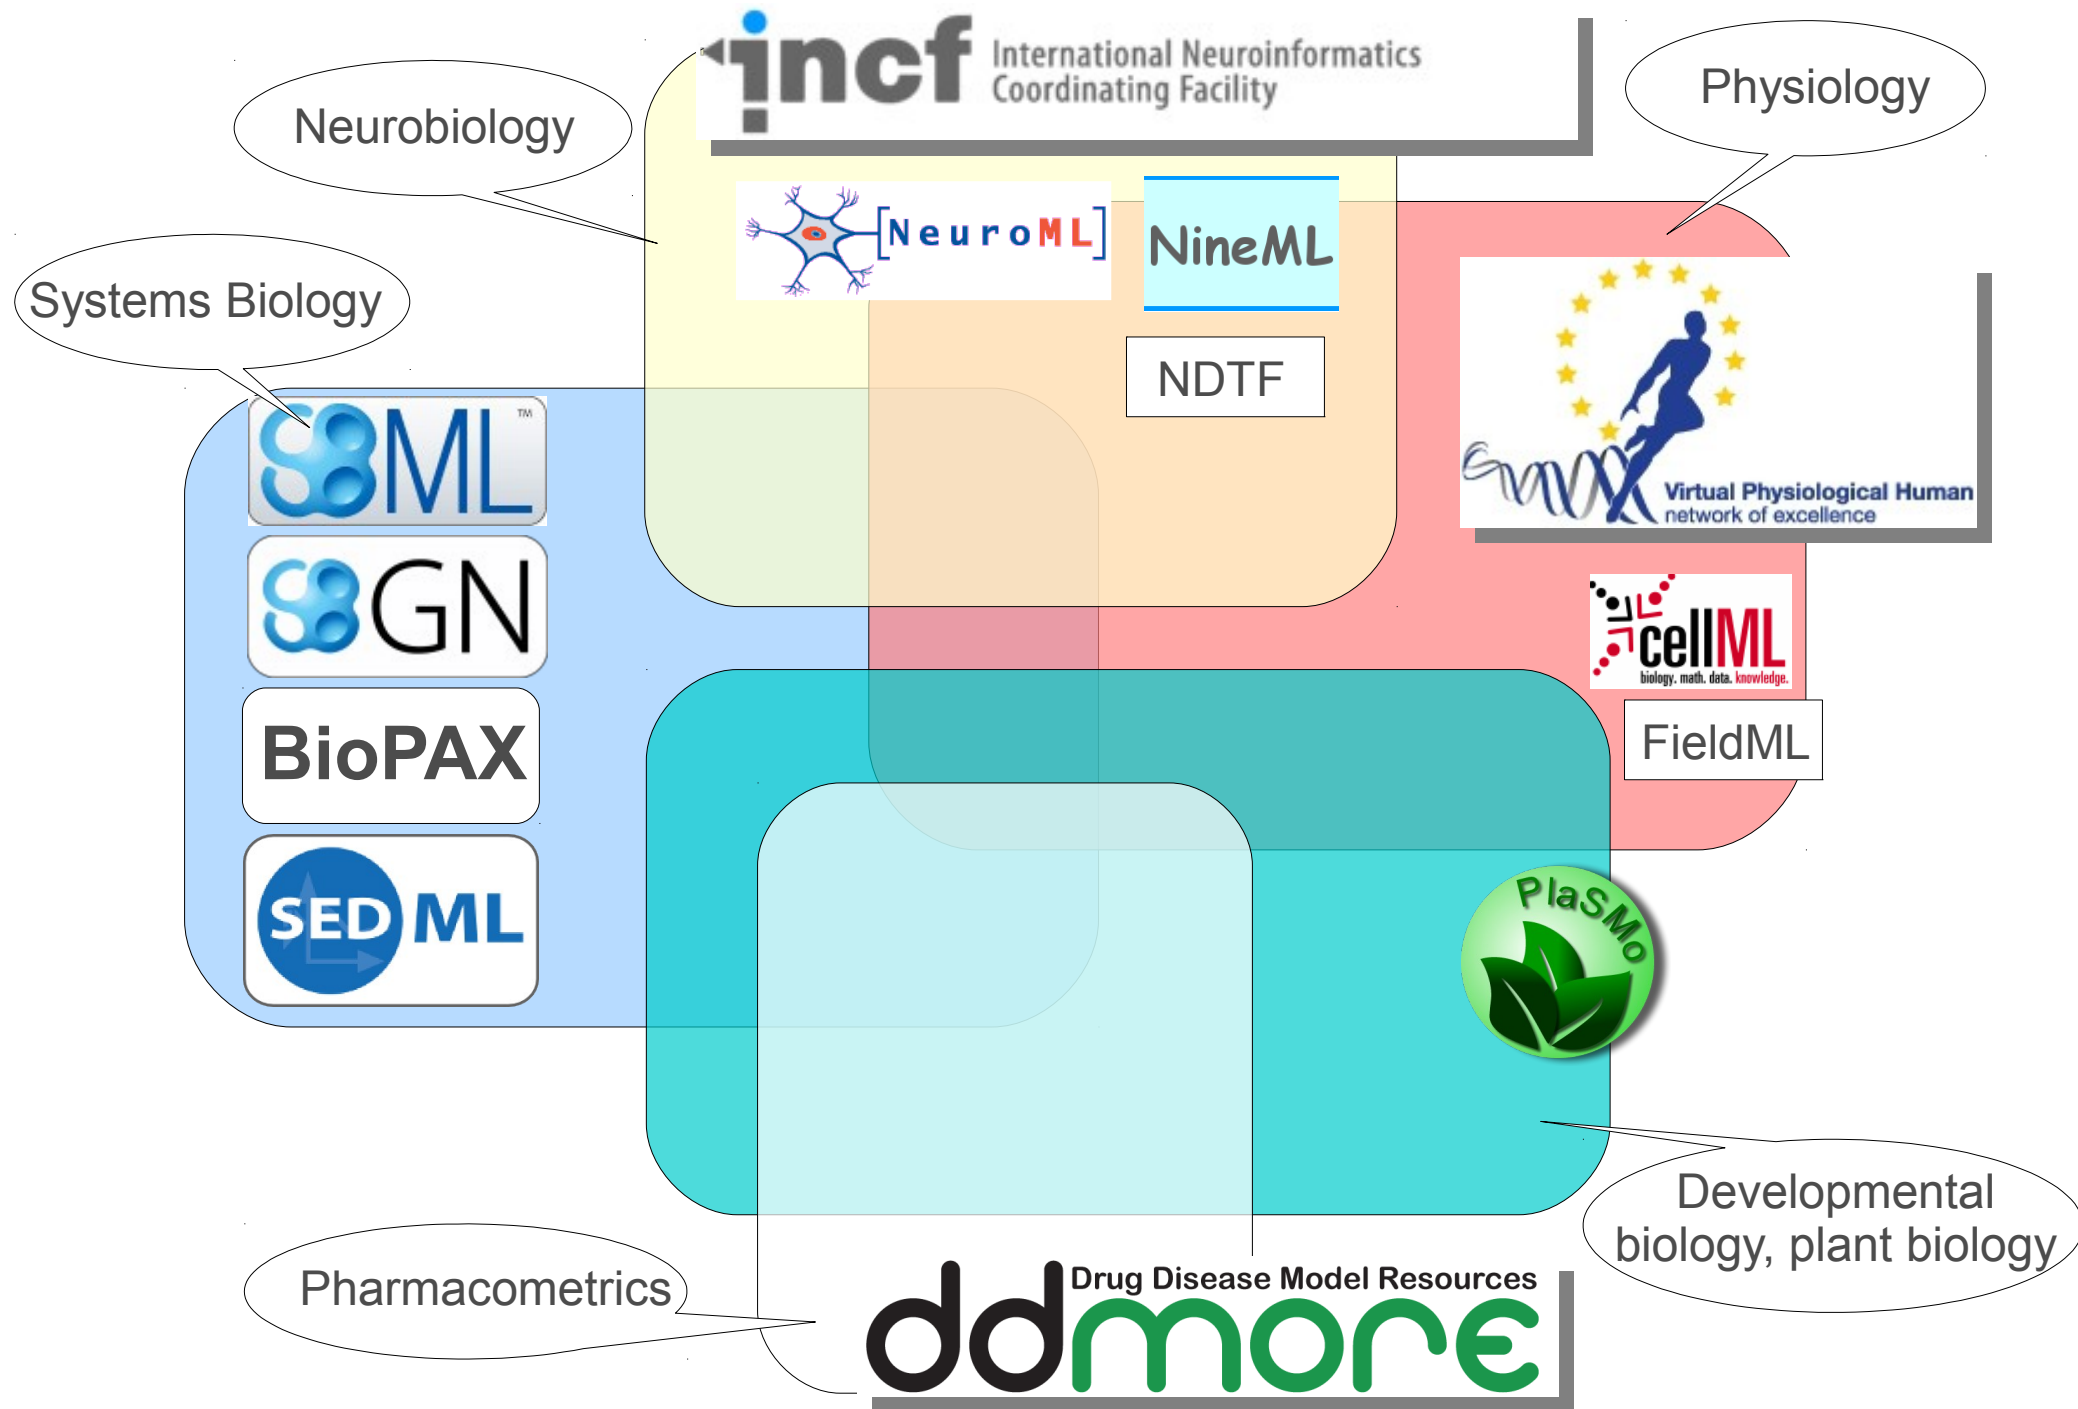 incf International Neuroinformatics
Coordinating Facility
Neurobiology
Physiology
[NeuroML]
NineML
Systems Biology
NDTF
SBML™
Virtual Physiological Human
network of excellence
SBGN
cellML
biology. math. data. knowledge.
BioPAX
FieldML
SED ML
PlaSMo
Developmental
biology, plant biology
Pharmacometrics
Drug Disease Model Resources
ddmore